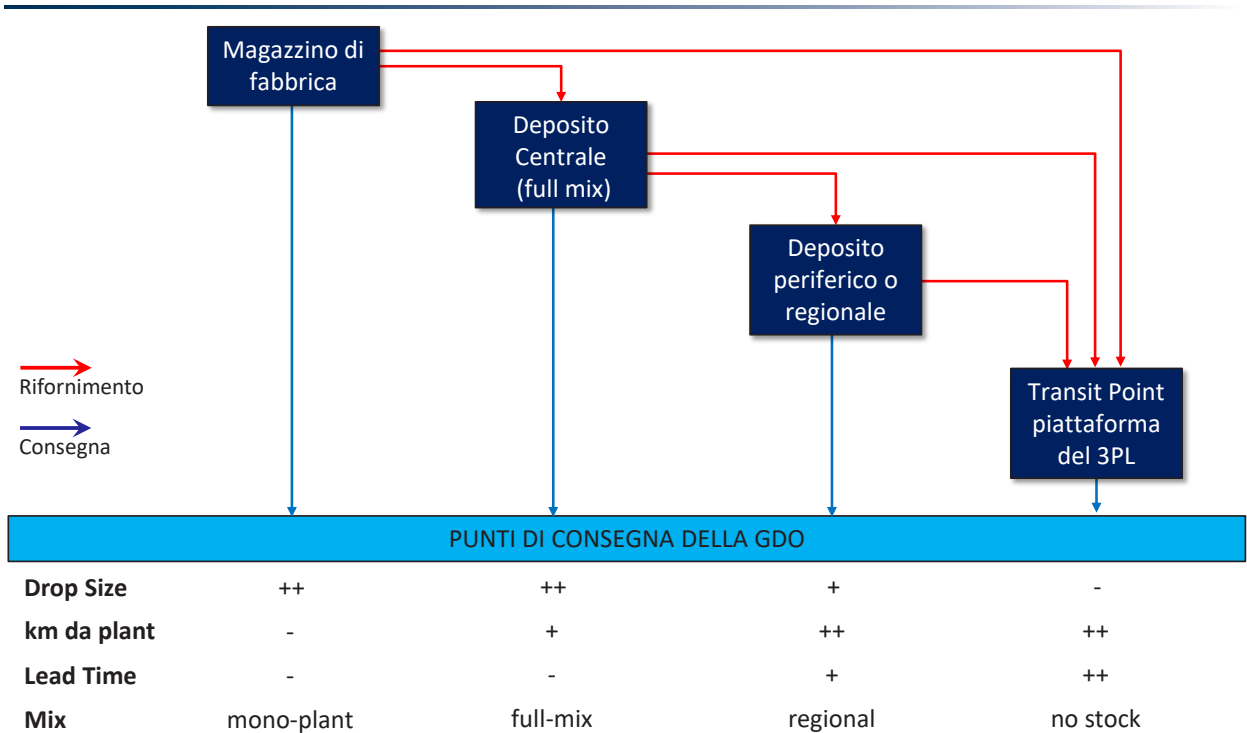 Magazzino di
fabbrica
Deposito
Centrale
(full mix)
Deposito
periferico o
regionale
Rifornimento
Consegna
Transit Point
piattaforma
del 3PL
PUNTI DI CONSEGNA DELLA GDO
Drop Size ++ ++ + -
km da plant - + ++ ++
Lead Time - - + ++
Mix mono-plant full-mix regional no stock